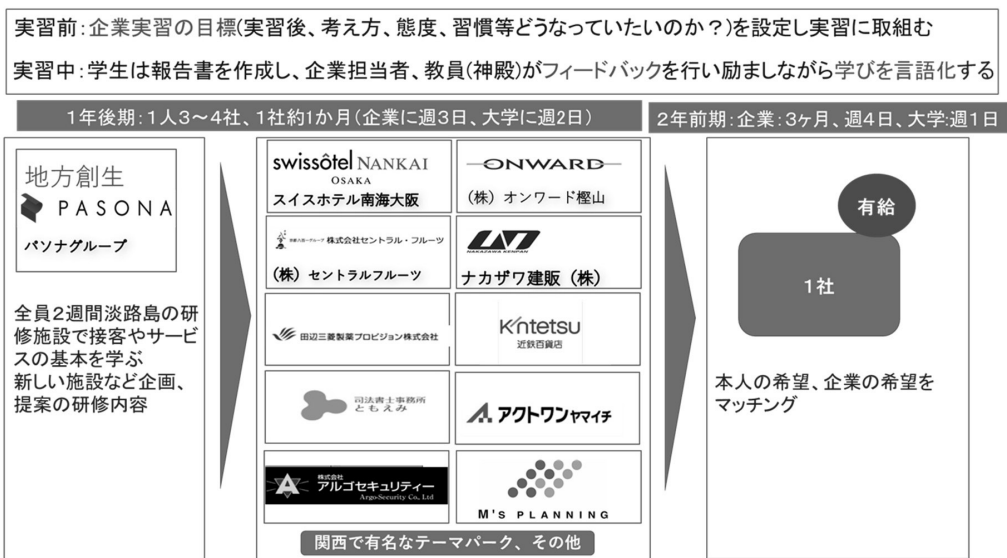 実習前:企業実習の目標(実習後、考え方、態度、習慣等どうなっていたいのか?)を設定し実習に取組む
実習中:学生は報告書を作成し、企業担当者、教員(神殿)がフィードバックを行い励ましながら学びを言語化する
1年後期:1人3〜4社、1社約1か月(企業に週3日、大学に週2日)
2年前期:企業:3ヶ月、週4日、大学:週1日
地方創生
PASONA
パソナグループ
全員2週間淡路島の研
修施設で接客やサービ
スの基本を学ぶ
新しい施設など企画、
提案の研修内容
swissôtel NANKAI
OSAKA
スイスホテル南海大阪
ONWARD
(株)オンワード樫山
株式会社セントラル・フルーツ
(株)セントラルフルーツ
NAKAZAWA KENPAN
ナカザワ建販(株)
田辺三菱製薬プロビジョン株式会社
Kintetsu
近鉄百貨店
司法書士事務所
ともえみ
アクトワンヤマイチ
株式会社
アルゴセキュリティー
Argo-Security Co., Ltd
M'S PLANNING
関西で有名なテーマパーク、その他
有給
1社
本人の希望、企業の希望を
マッチング